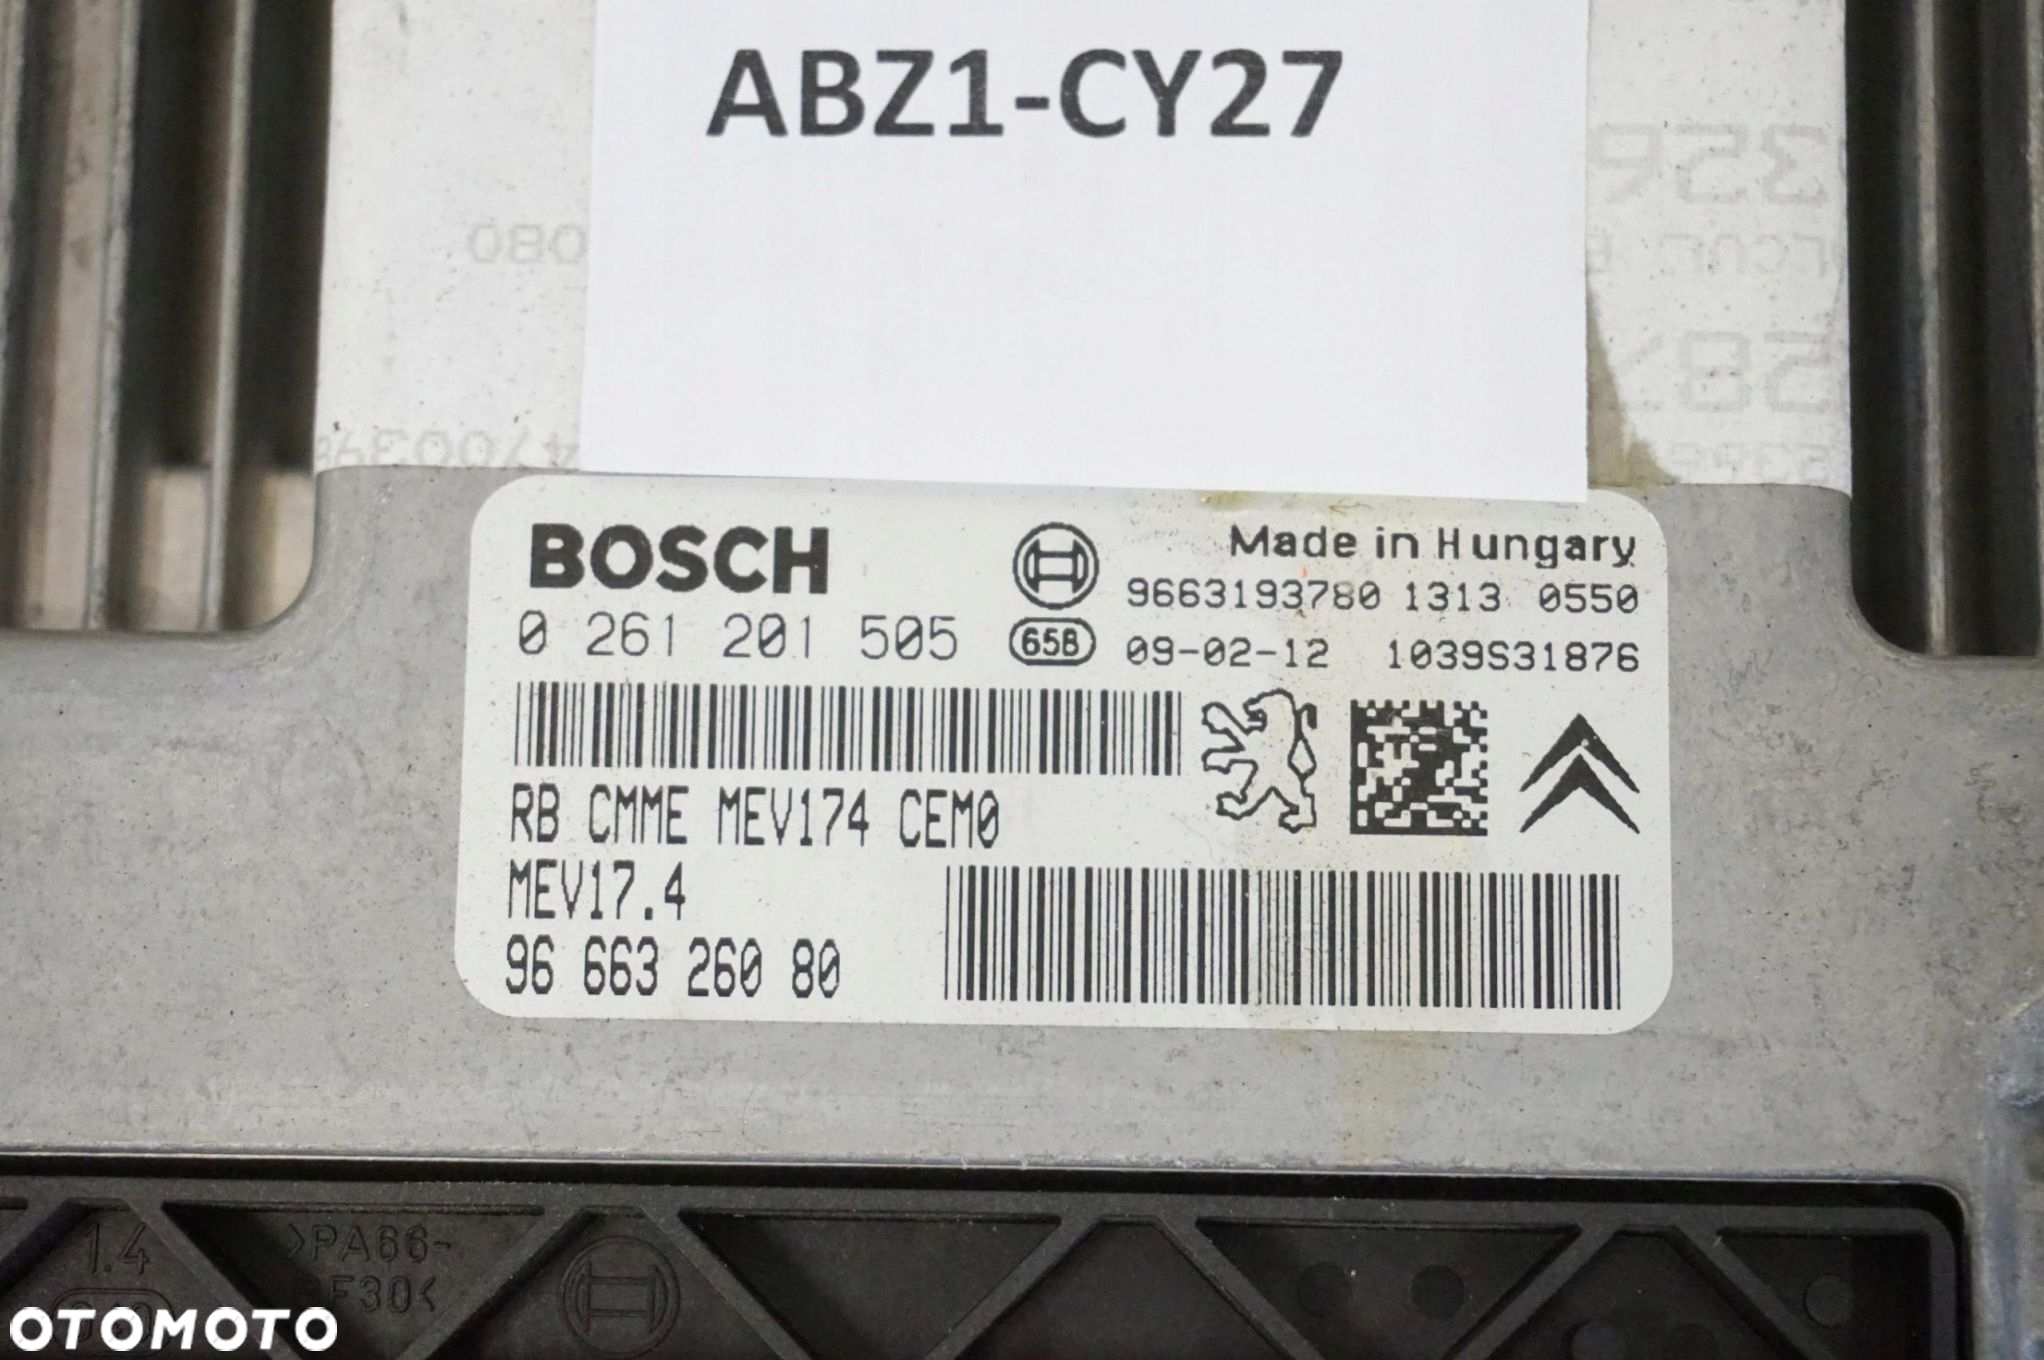 ABZ1-CY27
BOSCH
Made in Hungary
9663193780 1313 0550
0 261 201 505
65B
09-02-12 1039S31876
RB CMME MEV174 CEM0
MEV17.4
96 663 260 80
1.4
>PA66-
GF30<
OTOMOTO